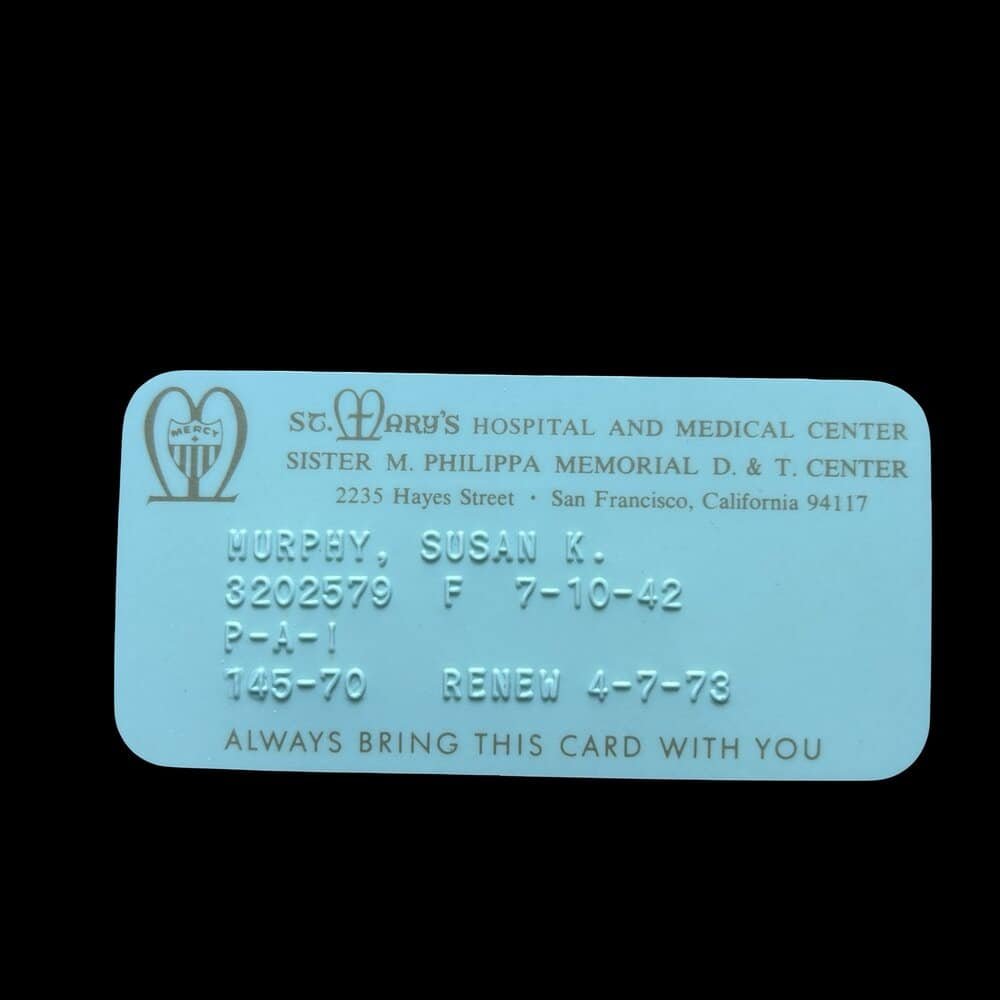 MERCY
St. Mary's HOSPITAL AND MEDICAL CENTER
SISTER M. PHILIPPA MEMORIAL D. & T. CENTER
2235 Hayes Street · San Francisco, California 94117
MURPHY, SUSAN K.
3202579 F 7-10-42
P-A-I
145-70 RENEW 4-7-73
ALWAYS BRING THIS CARD WITH YOU